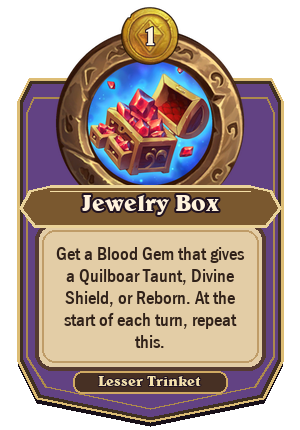 1
Jewelry Box
Get a Blood Gem that gives
a Quilboar Taunt, Divine
Shield, or Reborn. At the
start of each turn, repeat
this.
Lesser Trinket